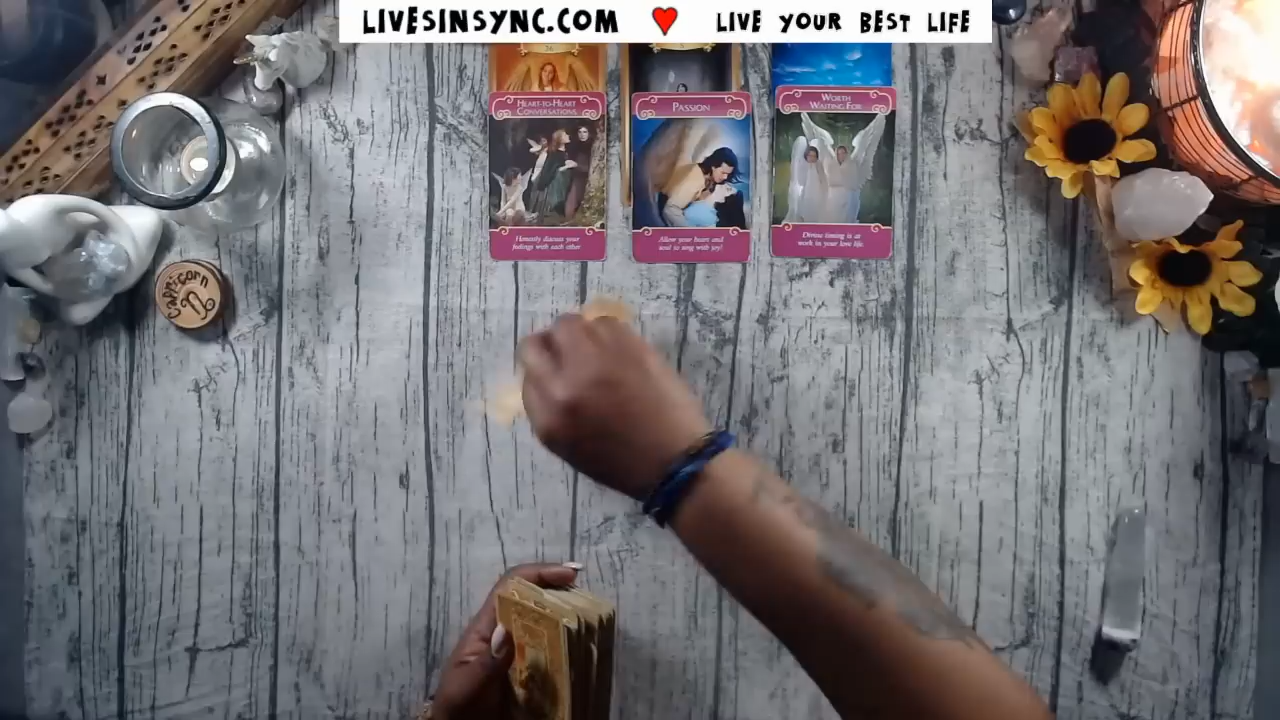 LIVESINSYNC.COM ❤ LIVE YOUR BEST LIFE
36
5
HEART-TO-HEART
CONVERSATIONS
Honestly discuss your
feelings with each other
PASSION
Allow your heart and
soul to sing with joy!
WORTH
WAITING FOR
Divine timing is at
work in your love life
Capricorn